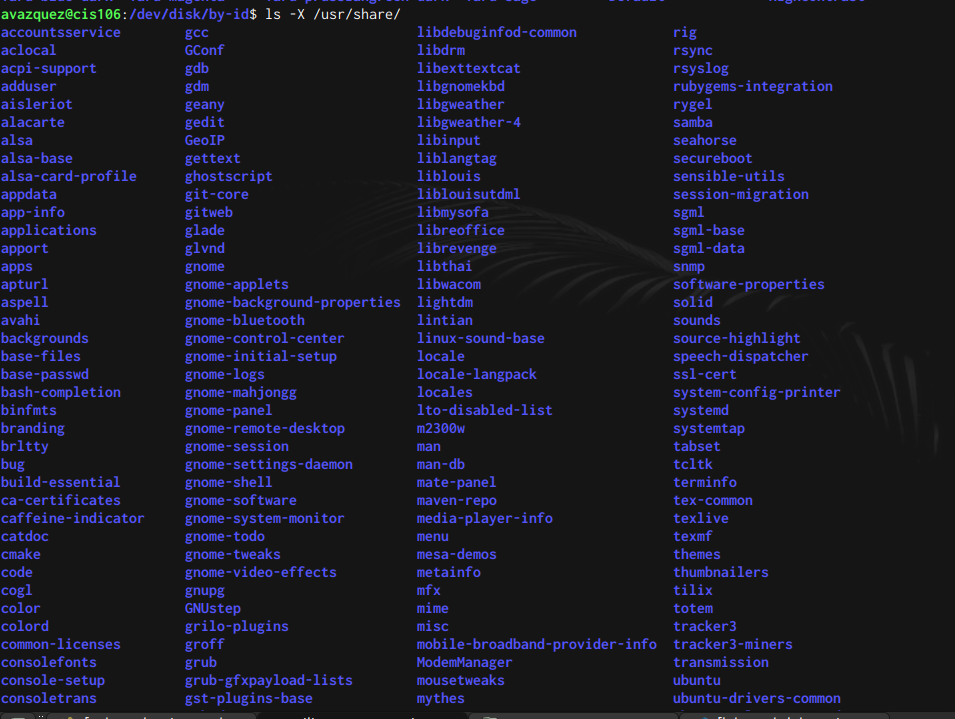 avazquez@cis106:/dev/disk/by-id$ ls -X /usr/share/
accountsservice gcc libdebuginfod-common rig
aclocal GConf libdrm rsync
acpi-support gdb libexttextcat rsyslog
adduser gdm libgnomekbd rubygems-integration
aisleriot geany libgweather rygel
alacarte gedit libgweather-4 samba
alsa GeoIP libinput seahorse
alsa-base gettext liblangtag secureboot
alsa-card-profile ghostscript liblouis sensible-utils
appdata git-core liblouisutdml session-migration
app-info gitweb libmysofa sgml
applications glade libreoffice sgml-base
apport glvnd librevenge sgml-data
apps gnome libthai snmp
apturl gnome-applets libwacom software-properties
aspell gnome-background-properties lightdm solid
avahi gnome-bluetooth lintian sounds
backgrounds gnome-control-center linux-sound-base source-highlight
base-files gnome-initial-setup locale speech-dispatcher
base-passwd gnome-logs locale-langpack ssl-cert
bash-completion gnome-mahjongg locales system-config-printer
binfmts gnome-panel lto-disabled-list systemd
branding gnome-remote-desktop m2300w systemtap
brltty gnome-session man tabset
bug gnome-settings-daemon man-db tcltk
build-essential gnome-shell mate-panel terminfo
ca-certificates gnome-software maven-repo tex-common
caffeine-indicator gnome-system-monitor media-player-info texlive
catdoc gnome-todo menu texmf
cmake gnome-tweaks mesa-demos themes
code gnome-video-effects metainfo thumbnailers
cogl gnupg mfx tilix
color GNUstep mime totem
colord grilo-plugins misc tracker3
common-licenses groff mobile-broadband-provider-info tracker3-miners
consolefonts grub ModemManager transmission
console-setup grub-gfxpayload-lists mousetweaks ubuntu
consoletrans gst-plugins-base mythes ubuntu-drivers-common